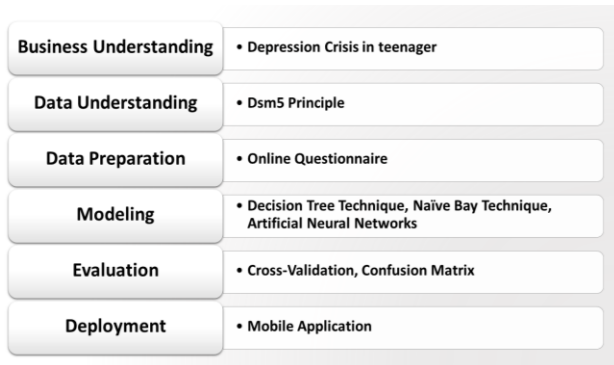 Business Understanding
• Depression Crisis in teenager
Data Understanding
• Dsm5 Principle
Data Preparation
• Online Questionnaire
Modeling
• Decision Tree Technique, Naïve Bay Technique,
Artificial Neural Networks
Evaluation
• Cross-Validation, Confusion Matrix
Deployment
• Mobile Application